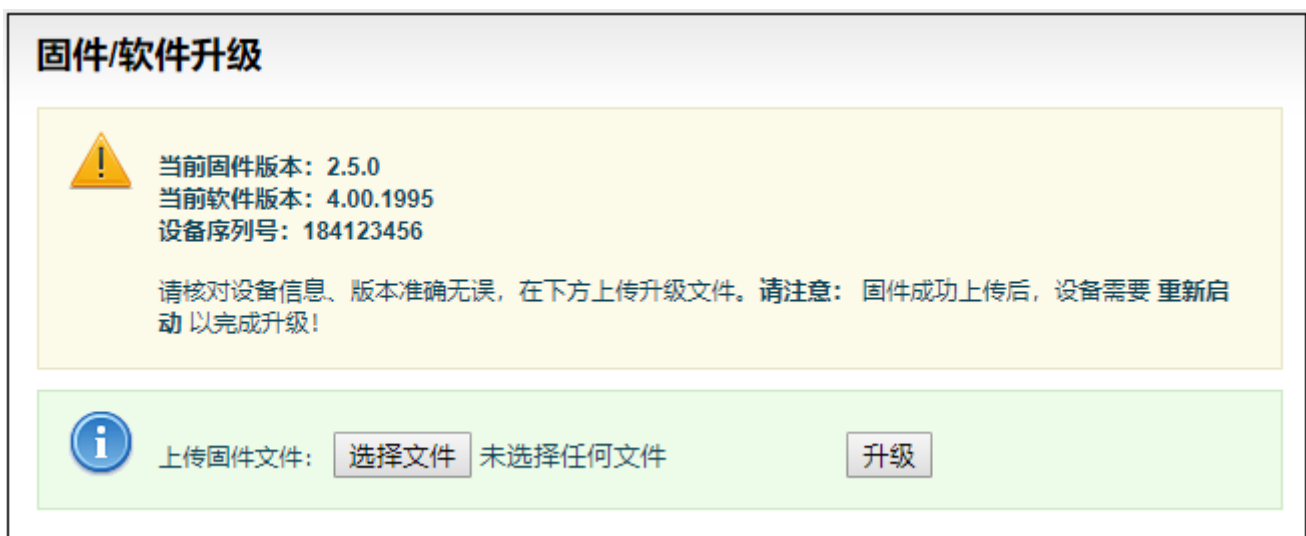 固件/软件升级
当前固件版本：2.5.0
当前软件版本：4.00.1995
设备序列号：184123456
请核对设备信息、版本准确无误，在下方上传升级文件。请注意： 固件成功上传后，设备需要 重新启
动 以完成升级！
上传固件文件： 选择文件 未选择任何文件 升级